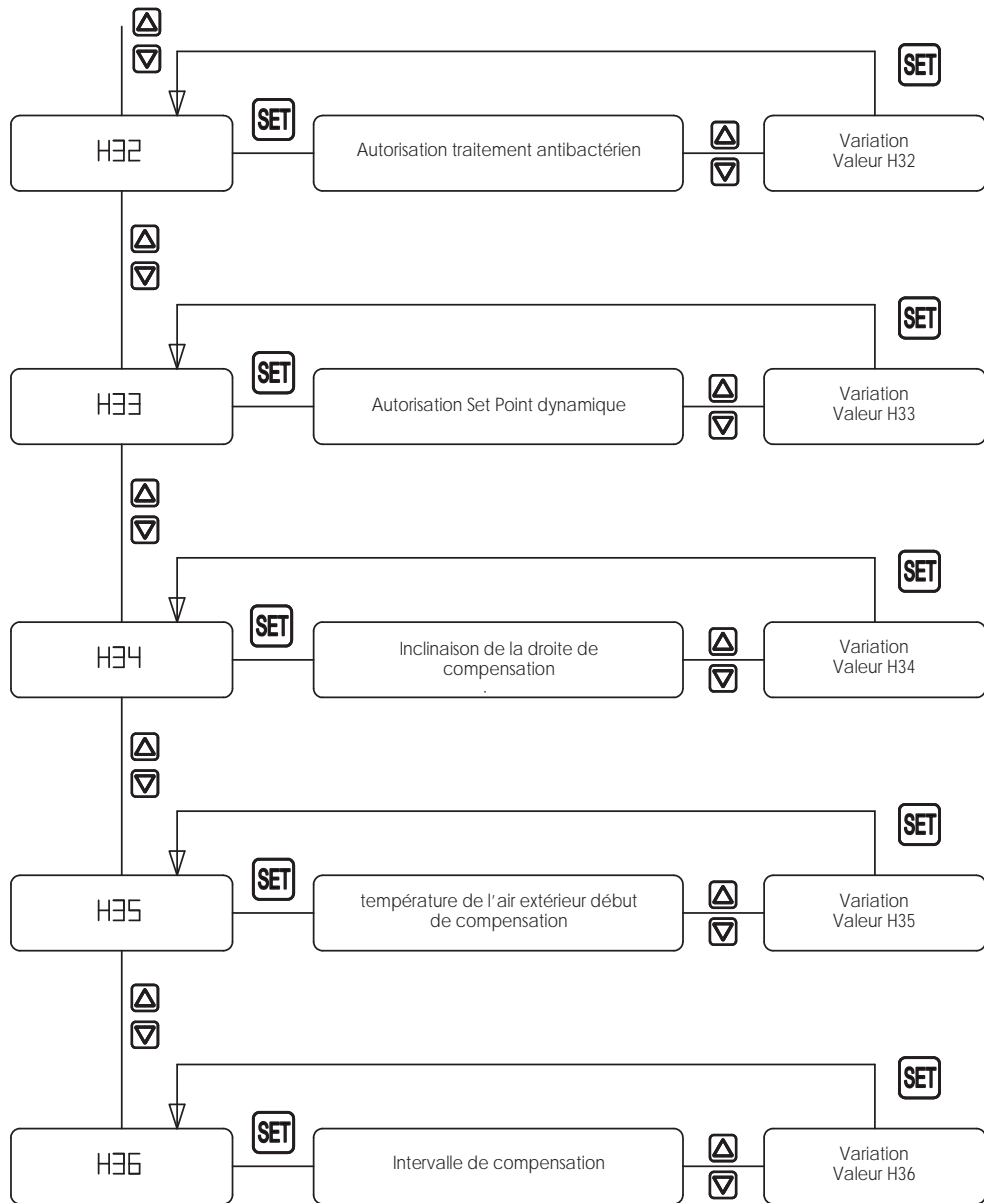 SET
SET
H32
Autorisation traitement antibactérien
Variation
Valeur H32
SET
SET
H33
Autorisation Set Point dynamique
Variation
Valeur H33
SET
SET
H34
Inclinaison de la droite de
compensation
.
Variation
Valeur H34
SET
SET
H35
température de l'air extérieur début
de compensation
Variation
Valeur H35
SET
SET
H36
Intervalle de compensation
Variation
Valeur H36